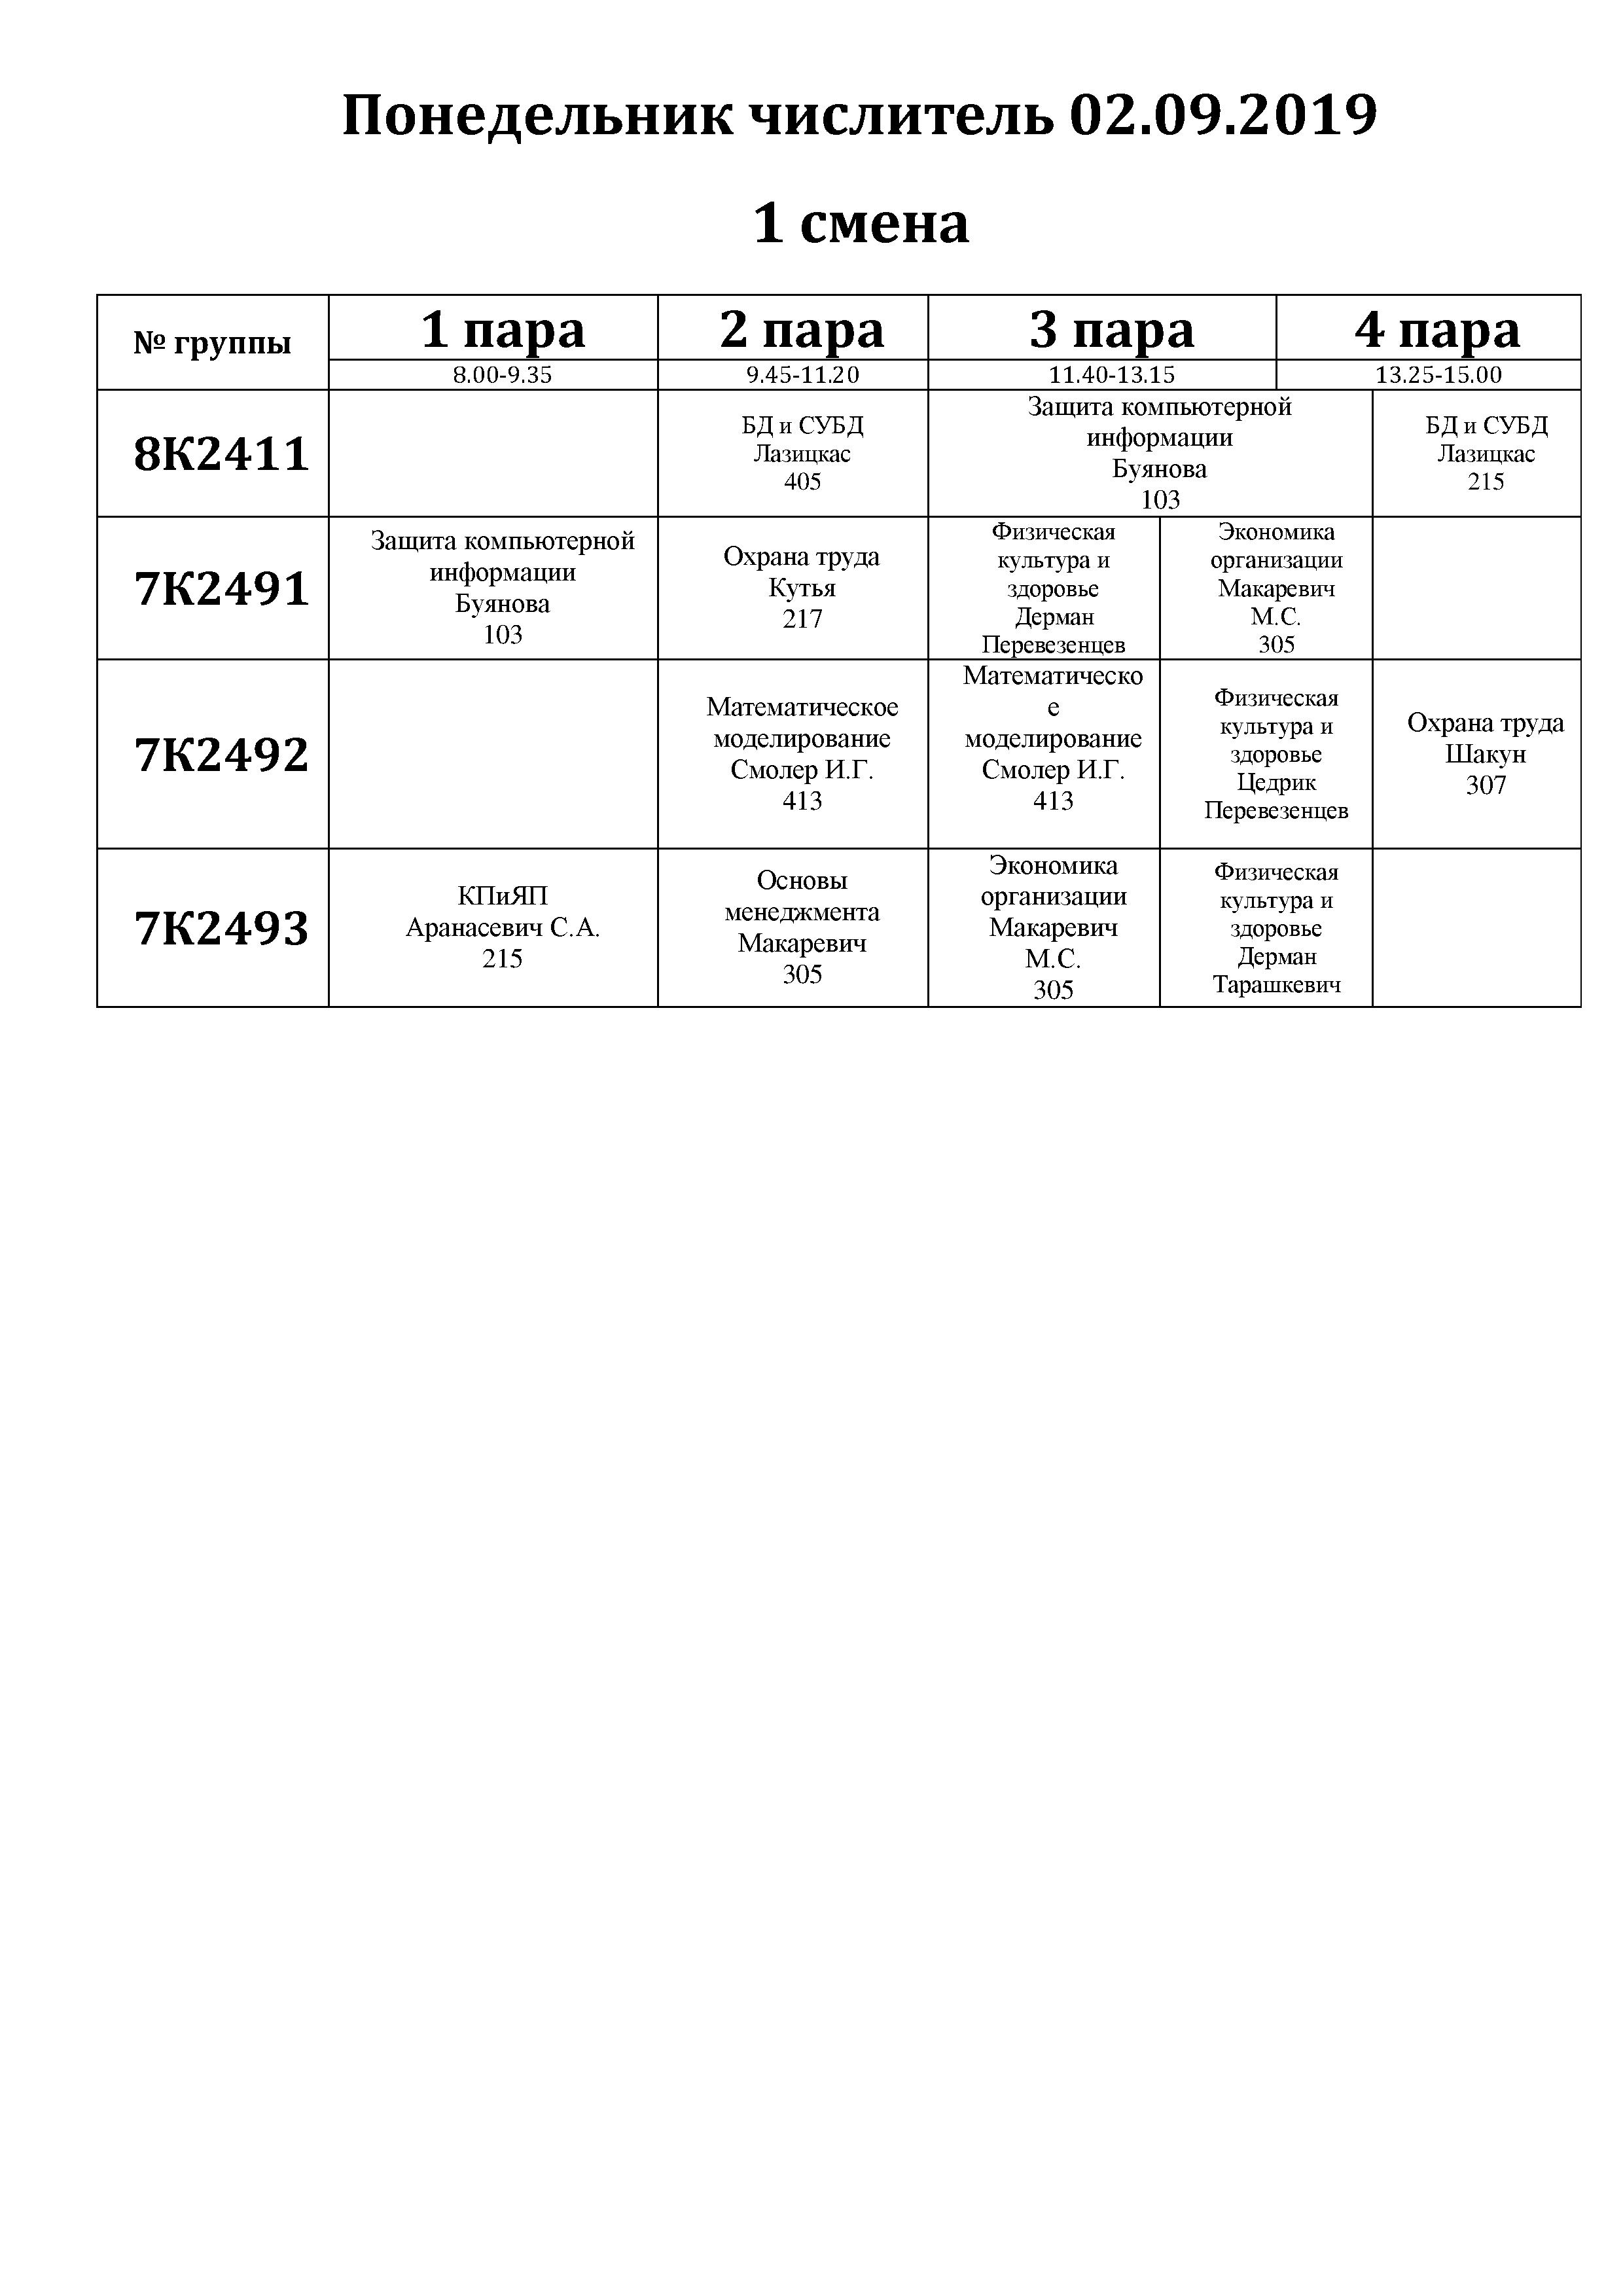 Понедельник числитель 02.09.2019
1 смена
№ группы
1 пара
2 пара
3 пара
4 пара
8.00-9.35
9.45-11.20
11.40-13.15
13.25-15.00
8К2411
БД и СУБД
Лазицкас
405
Защита компьютерной
информации
Буянова
103
БД и СУБД
Лазицкас
215
7К2491
Защита компьютерной
информации
Буянова
103
Охрана труда
Кутья
217
Физическая
культура и
здоровье
Дерман
Перевезенцев
Экономика
организации
Макаревич
М.С.
305
7К2492
Математическое
моделирование
Смолер И.Г.
413
Математическо
е
моделирование
Смолер И.Г.
413
Физическая
культура и
здоровье
Цедрик
Перевезенцев
Охрана труда
Шакун
307
7К2493
КПиЯП
Аранасевич С.А.
215
Основы
менеджмента
Макаревич
305
Экономика
организации
Макаревич
М.С.
305
Физическая
культура и
здоровье
Дерман
Тарашкевич